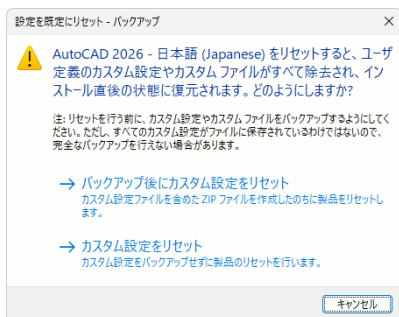 設定を既定にリセット - バックアップ
AutoCAD 2026 - 日本語 (Japanese) をリセットすると、ユーザ
定義のカスタム設定やカスタム ファイルがすべて除去され、イン
ストール直後の状態に復元されます。どのようにしますか?
注: リセットを行う前に、カスタム設定やカスタム ファイルをバックアップするようにしてく
ださい。ただし、すべてのカスタム設定がファイルに保存されているわけではないので、
完全なバックアップを行えない場合があります。
→ バックアップ後にカスタム設定をリセット
カスタム設定ファイルを含めた ZIP ファイルを作成したのちに製品をリセットし
ます。
→ カスタム設定をリセット
カスタム設定をバックアップせずに製品のリセットを行います。
キャンセル